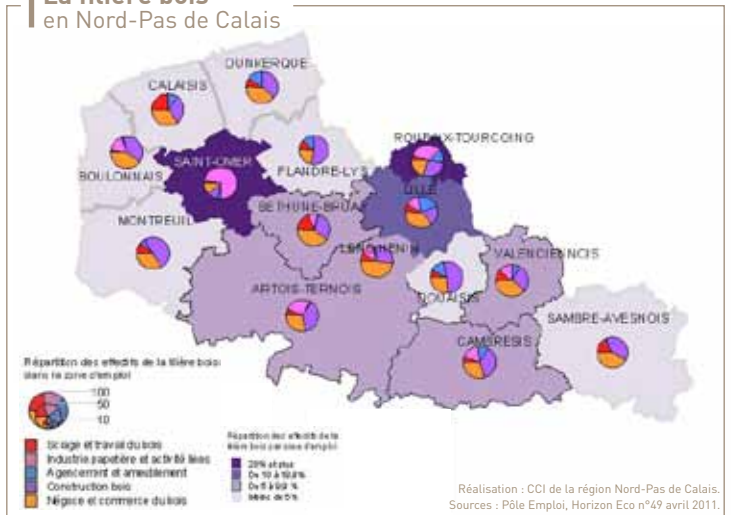 La filière bois
en Nord-Pas de Calais
DUNKERQUE
CALAISIS
ROUBAIX-TOURCOING
SAINT-OMER
FLANDRE-LYS
BOULONNAIS
LILLE
BETHUNE-BRUAY
MONTREUIL
LENS-HENIN
VALENCIENNOIS
ARTOIS-TERNOIS
DOUAISIS
SAMBRE-AVESNOIS
CAMBRESIS
Répartition des effectifs de la filière bois
dans la zone d'emploi
100
50
10
Sciage et travail du bois
Industrie papetière et activité liées
Agencement et ameublement
Construction bois
Négoce et commerce du bois
Répartition des effectifs de la
filière bois par zone d'emploi
20% et plus
De 10 à 19,9%
De 5 à 9,9 %
Moins de 5%
Réalisation : CCI de la région Nord-Pas de Calais.
Sources : Pôle Emploi, Horizon Eco n°49 avril 2011.